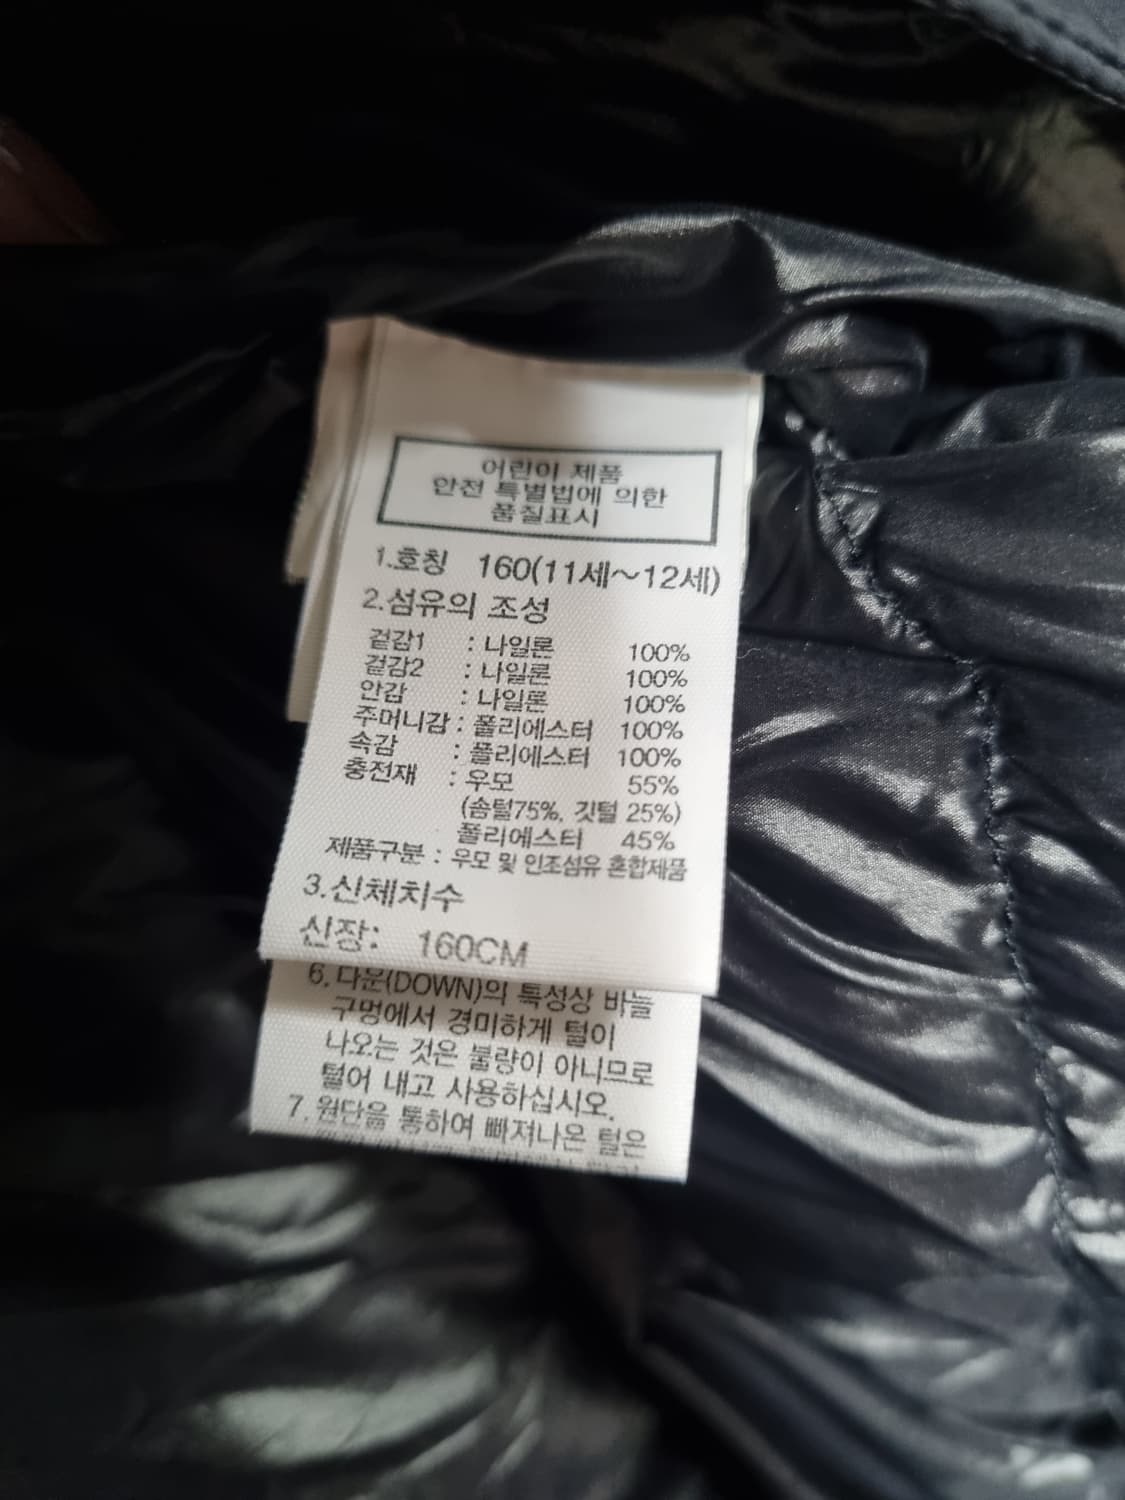 어린이 제품
안전 특별법에 의한
품질표시
1.호칭 160(11세~12세)
2.섬유의 조성
겉감1 : 나일론 100%
겉감2 : 나일론 100%
안감 : 나일론 100%
주머니감 : 폴리에스터 100%
속감 : 폴리에스터 100%
충전재 : 우모 55%
(솜털75%, 깃털 25%)
폴리에스터 45%
제품구분 : 우모 및 인조섬유 혼합제품
3.신체치수
신장: 160CM
6.다운(DOWN)의 특성상 바늘
구멍에서 경미하게 털이
나오는 것은 불량이 아니므로
털어 내고 사용하십시오.
7.원단을 통하여 빠져나온 털은